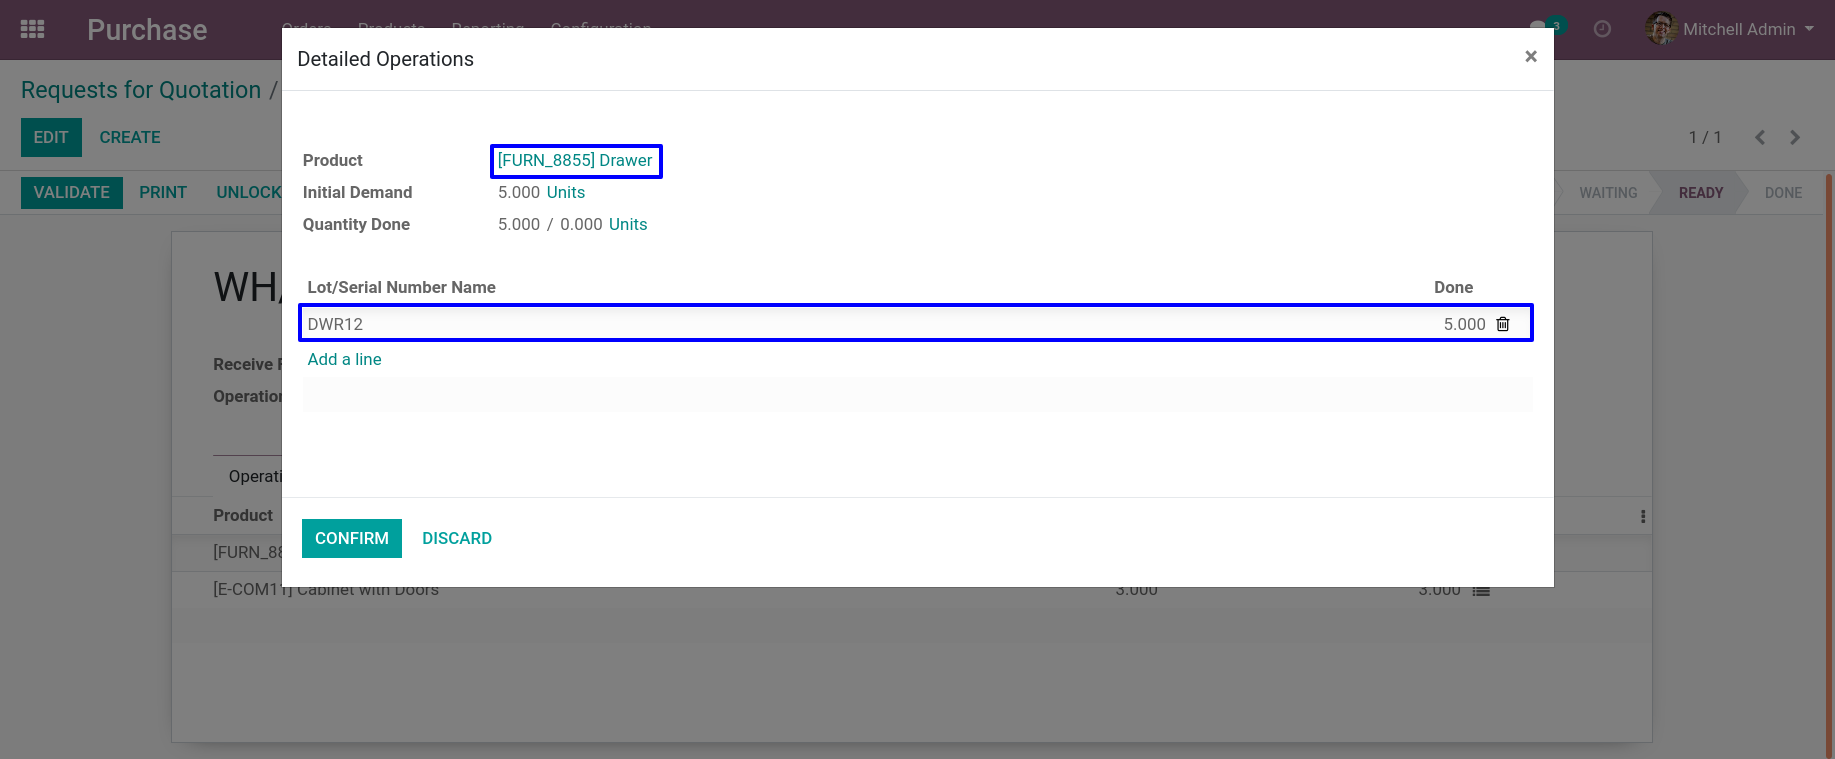 Purchase
Orders Products Reporting Configuration
3
Mitchell Admin
Detailed Operations
×
Requests for Quotation /
EDIT CREATE
1 / 1
VALIDATE PRINT UNLOCK
WAITING READY DONE
Product [FURN_8855] Drawer
Initial Demand 5.000 Units
Quantity Done 5.000 / 0.000 Units
WH/
Lot/Serial Number Name Done
DWR12 5.000
Add a line
Receive
Product
CONFIRM DISCARD
[E-COM11] Cabinet with Doors 3.000 3.000